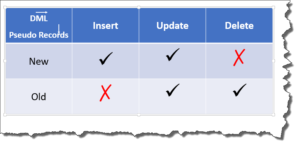 DML Insert Update Delete
Pseudo Records
New ✓ ✓ ✗
Old ✗ ✓ ✓